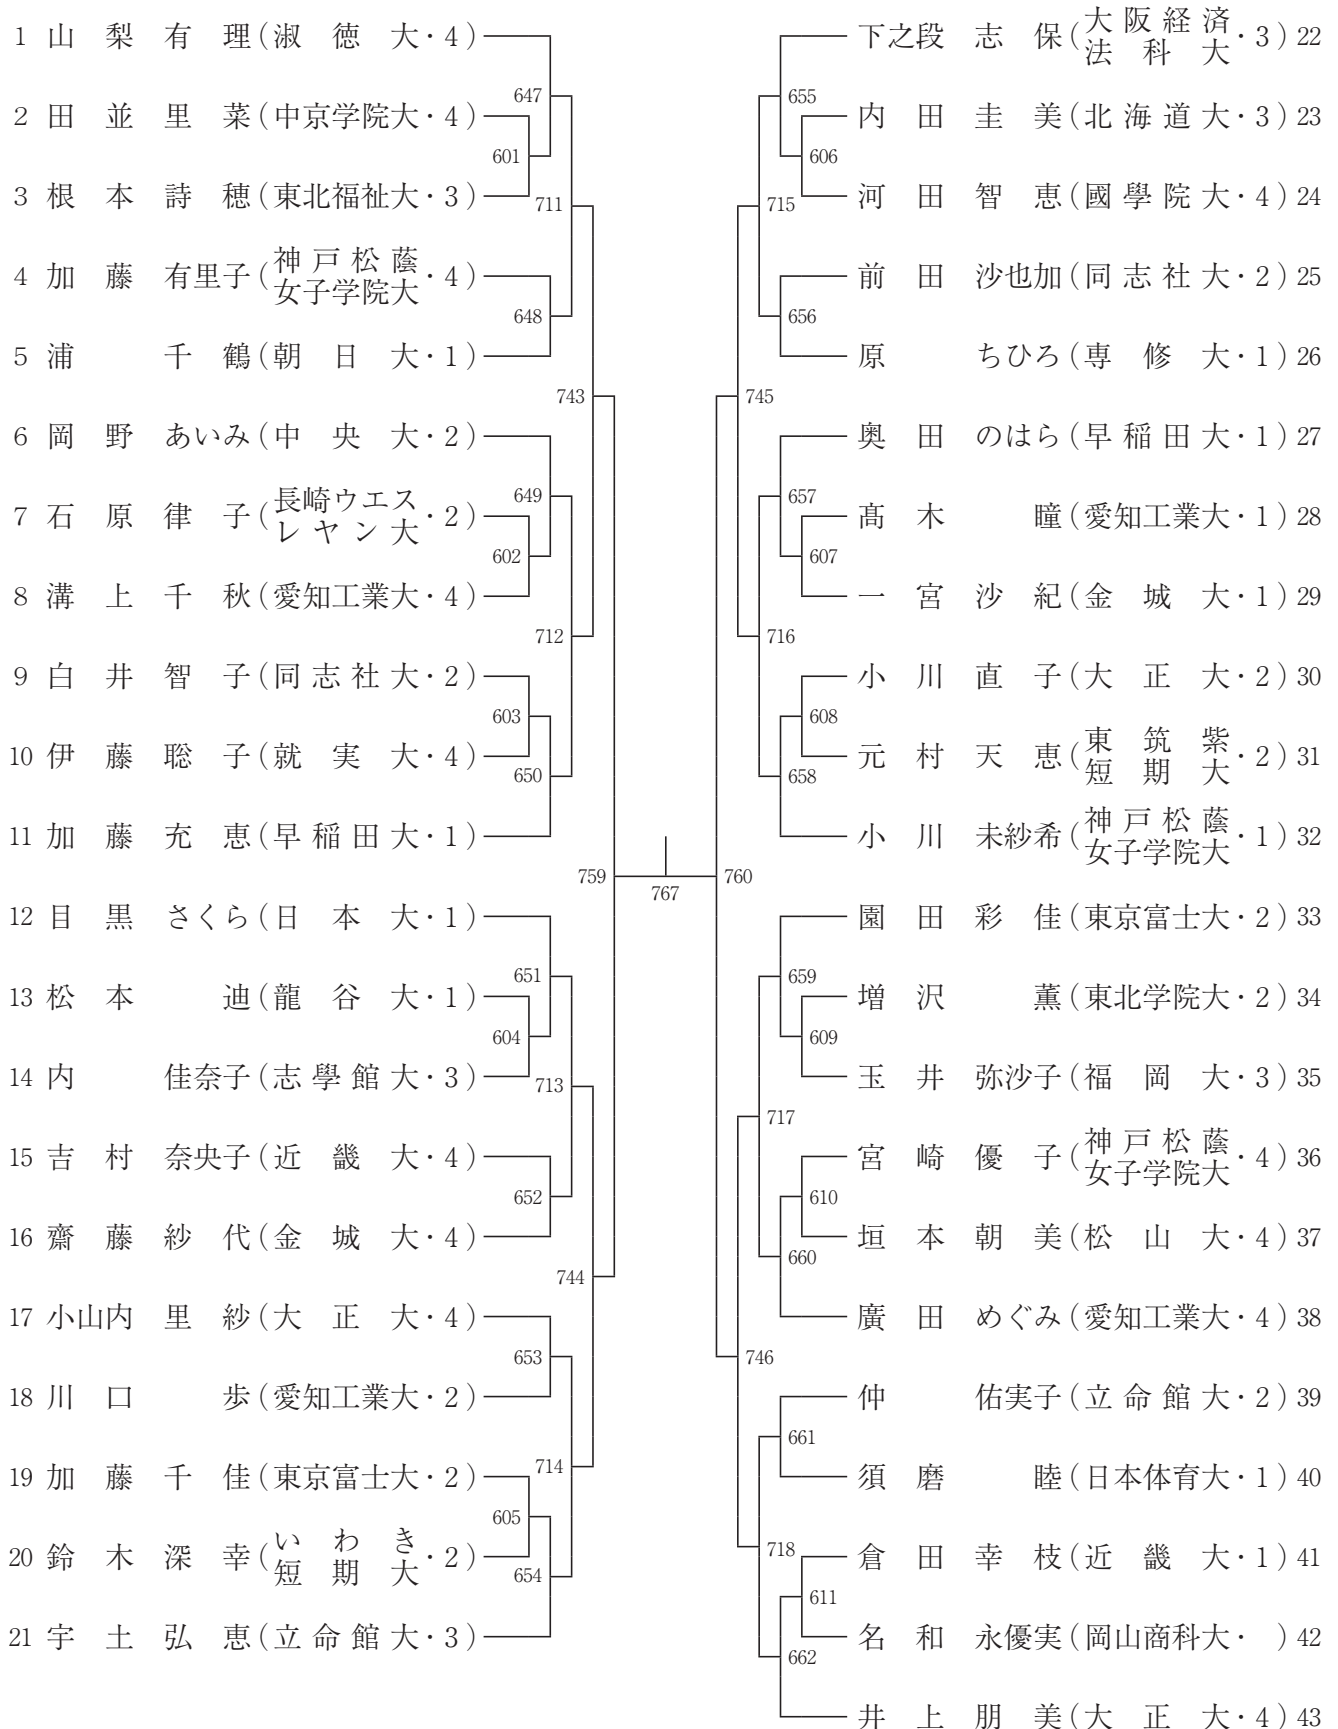 1 山梨有理(淑徳大・4)
647
2 田並里菜(中京学院大・4)
601
3 根本詩穂(東北福祉大・3)
711
4 加藤有里子(神戸松蔭女子学院大・4)
648
5 浦千鶴(朝日大・1)
743
6 岡野あいみ(中央大・2)
649
7 石原律子(長崎ウエスレヤン大・2)
602
8 溝上千秋(愛知工業大・4)
712
9 白井智子(同志社大・2)
603
10 伊藤聡子(就実大・4)
650
11 加藤充恵(早稲田大・1)
759
767
760
12 目黒さくら(日本大・1)
651
13 松本迪(龍谷大・1)
604
14 内佳奈子(志學館大・3)
713
15 吉村奈央子(近畿大・4)
652
16 齋藤紗代(金城大・4)
744
17 小山内里紗(大正大・4)
653
18 川口歩(愛知工業大・2)
714
19 加藤千佳(東京富士大・2)
605
20 鈴木深幸(いわき短期大・2)
654
21 宇土弘恵(立命館大・3)
下之段志保(大阪経済法科大・3)22
655
内田圭美(北海道大・3)23
606
河田智恵(國學院大・4)24
715
前田沙也加(同志社大・2)25
656
原ちひろ(専修大・1)26
745
奥田のはら(早稲田大・1)27
657
髙木瞳(愛知工業大・1)28
607
一宮沙紀(金城大・1)29
716
小川直子(大正大・2)30
608
元村天恵(東筑紫短期大・2)31
658
小川未紗希(神戸松蔭女子学院大・1)32
園田彩佳(東京富士大・2)33
659
増沢薫(東北学院大・2)34
609
玉井弥沙子(福岡大・3)35
717
宮崎優子(神戸松蔭女子学院大・4)36
610
垣本朝美(松山大・4)37
660
廣田めぐみ(愛知工業大・4)38
746
仲佑実子(立命館大・2)39
661
須磨睦(日本体育大・1)40
718
倉田幸枝(近畿大・1)41
611
名和永優実(岡山商科大・ )42
662
井上朋美(大正大・4)43